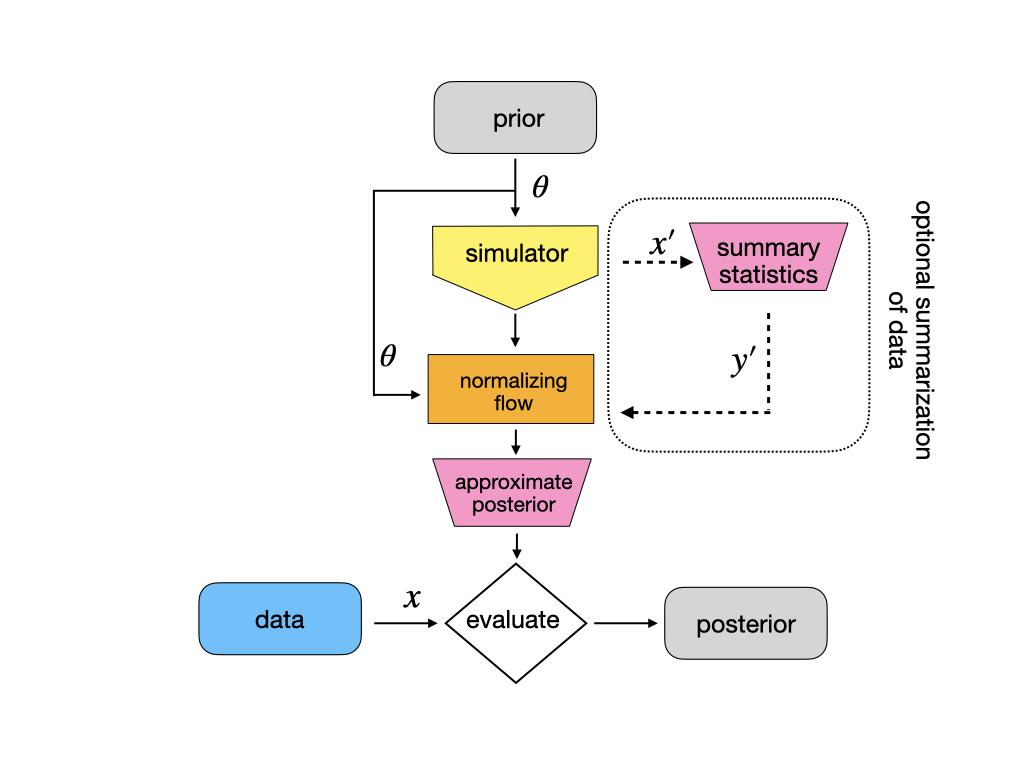 prior
θ
simulator
x′
summary
statistics
optional summarization
of data
θ
y′
normalizing
flow
approximate
posterior
data
x
evaluate
posterior